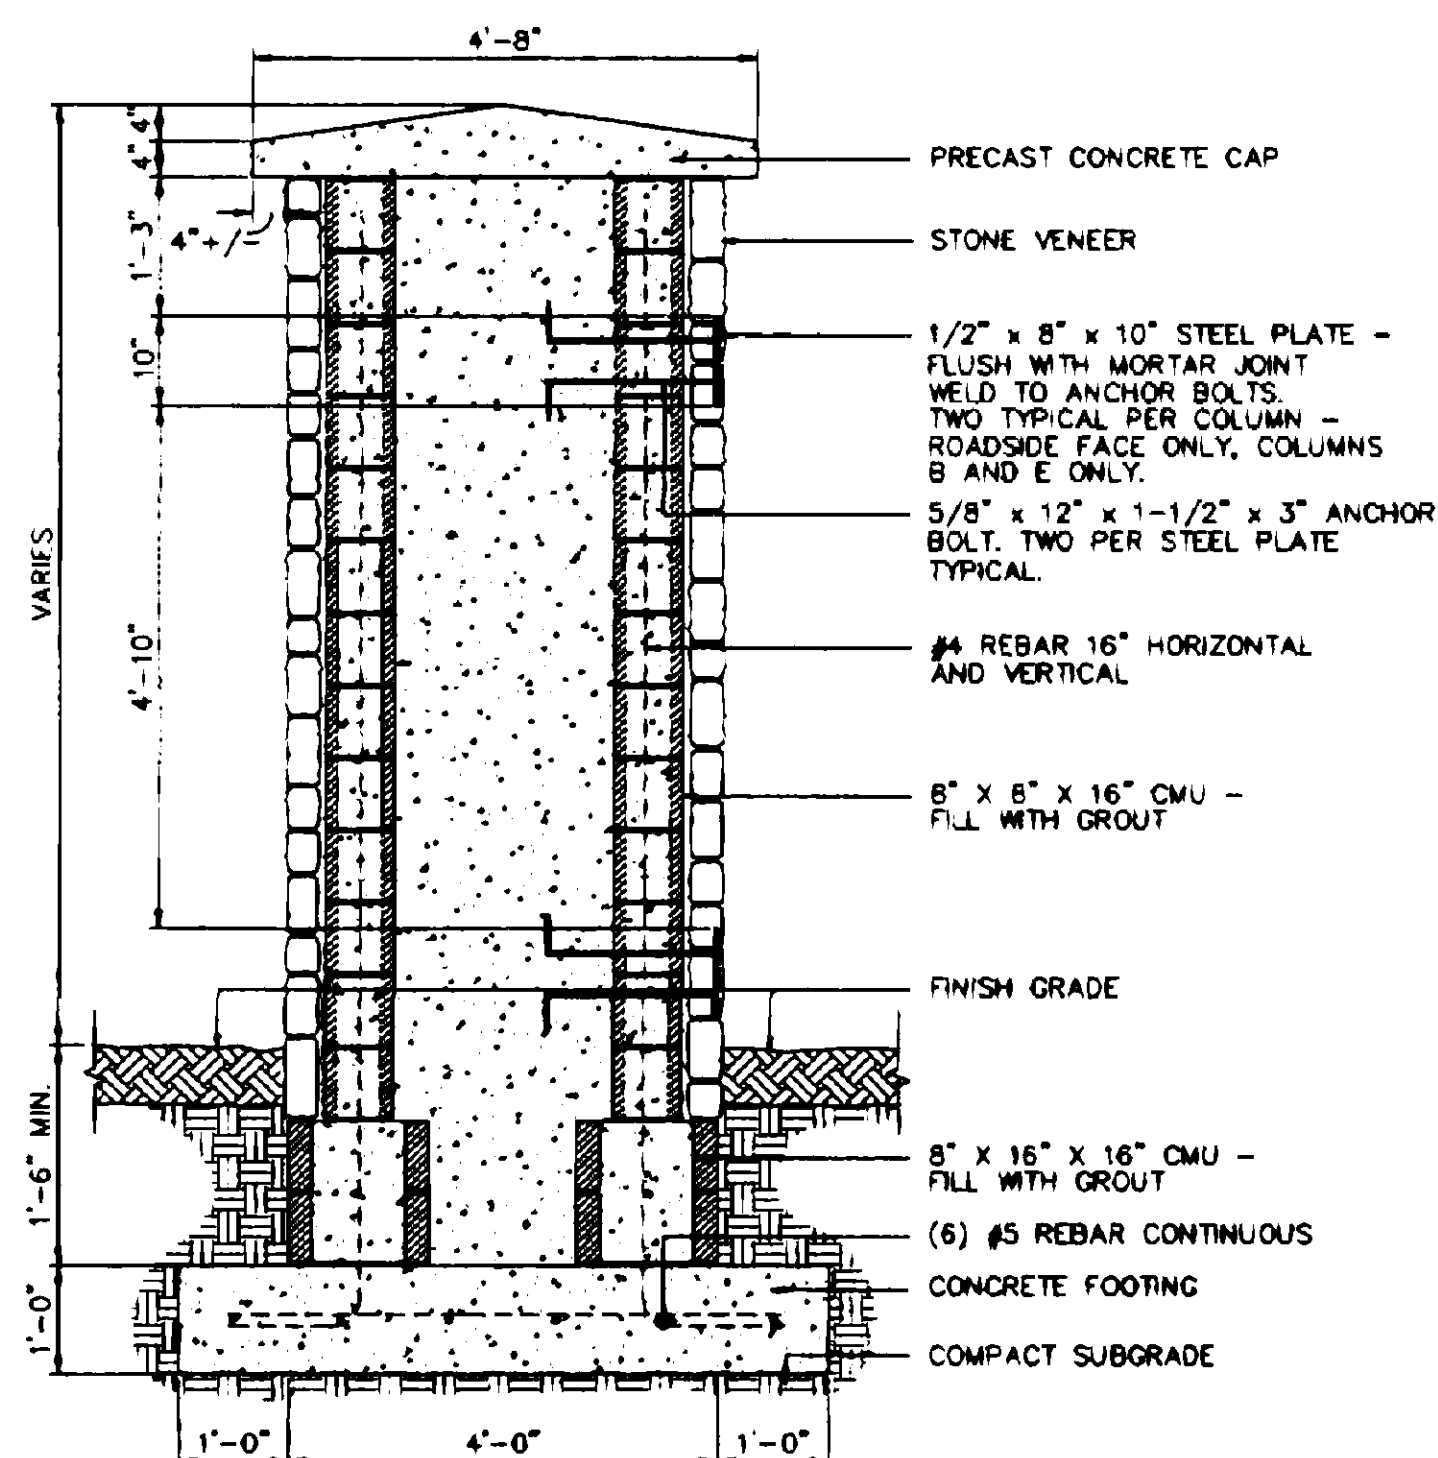 4'-8"
4"
4"
1'-3"
4"+/-
10"
4'-10"
VARIES
1'-6" MIN.
1'-0"
PRECAST CONCRETE CAP
STONE VENEER
1/2" x 8" x 10" STEEL PLATE -
FLUSH WITH MORTAR JOINT
WELD TO ANCHOR BOLTS.
TWO TYPICAL PER COLUMN -
ROADSIDE FACE ONLY, COLUMNS
B AND E ONLY.
5/8" x 12" x 1-1/2" x 3" ANCHOR
BOLT. TWO PER STEEL PLATE
TYPICAL.
#4 REBAR 16" HORIZONTAL
AND VERTICAL
8" X 8" X 16" CMU -
FILL WITH GROUT
FINISH GRADE
8" X 16" X 16" CMU -
FILL WITH GROUT
(6) #5 REBAR CONTINUOUS
CONCRETE FOOTING
COMPACT SUBGRADE
1'-0"
4'-0"
1'-0"